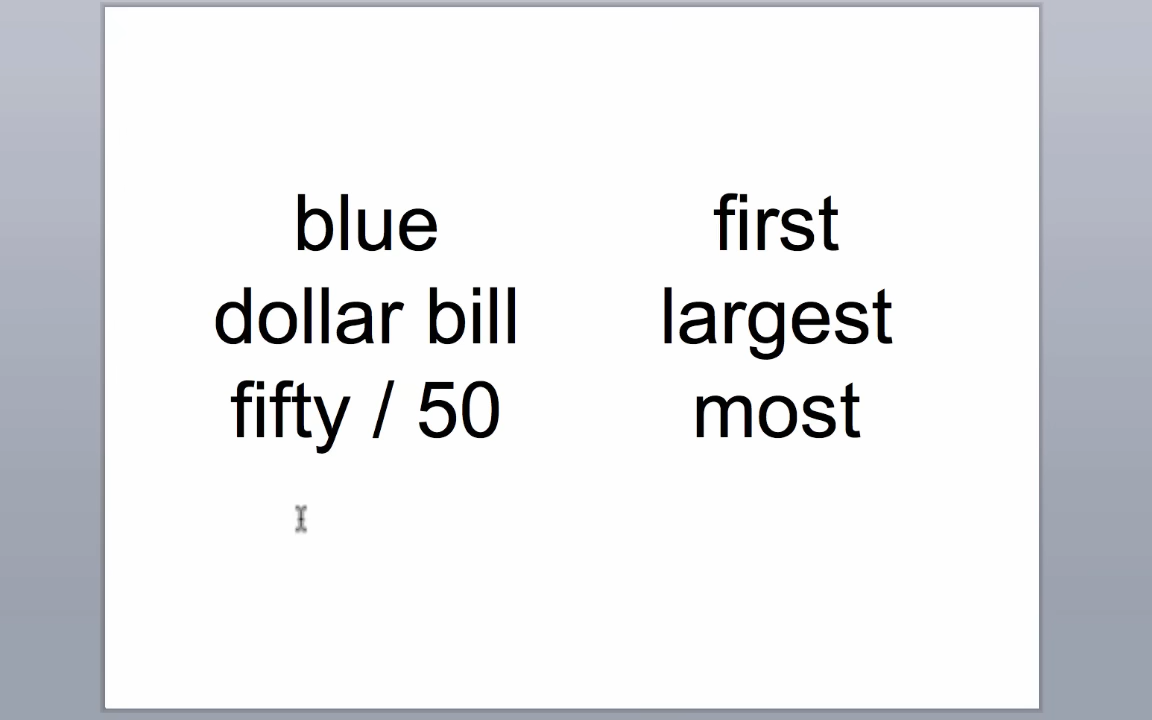 blue
dollar bill
fifty / 50
first
largest
most